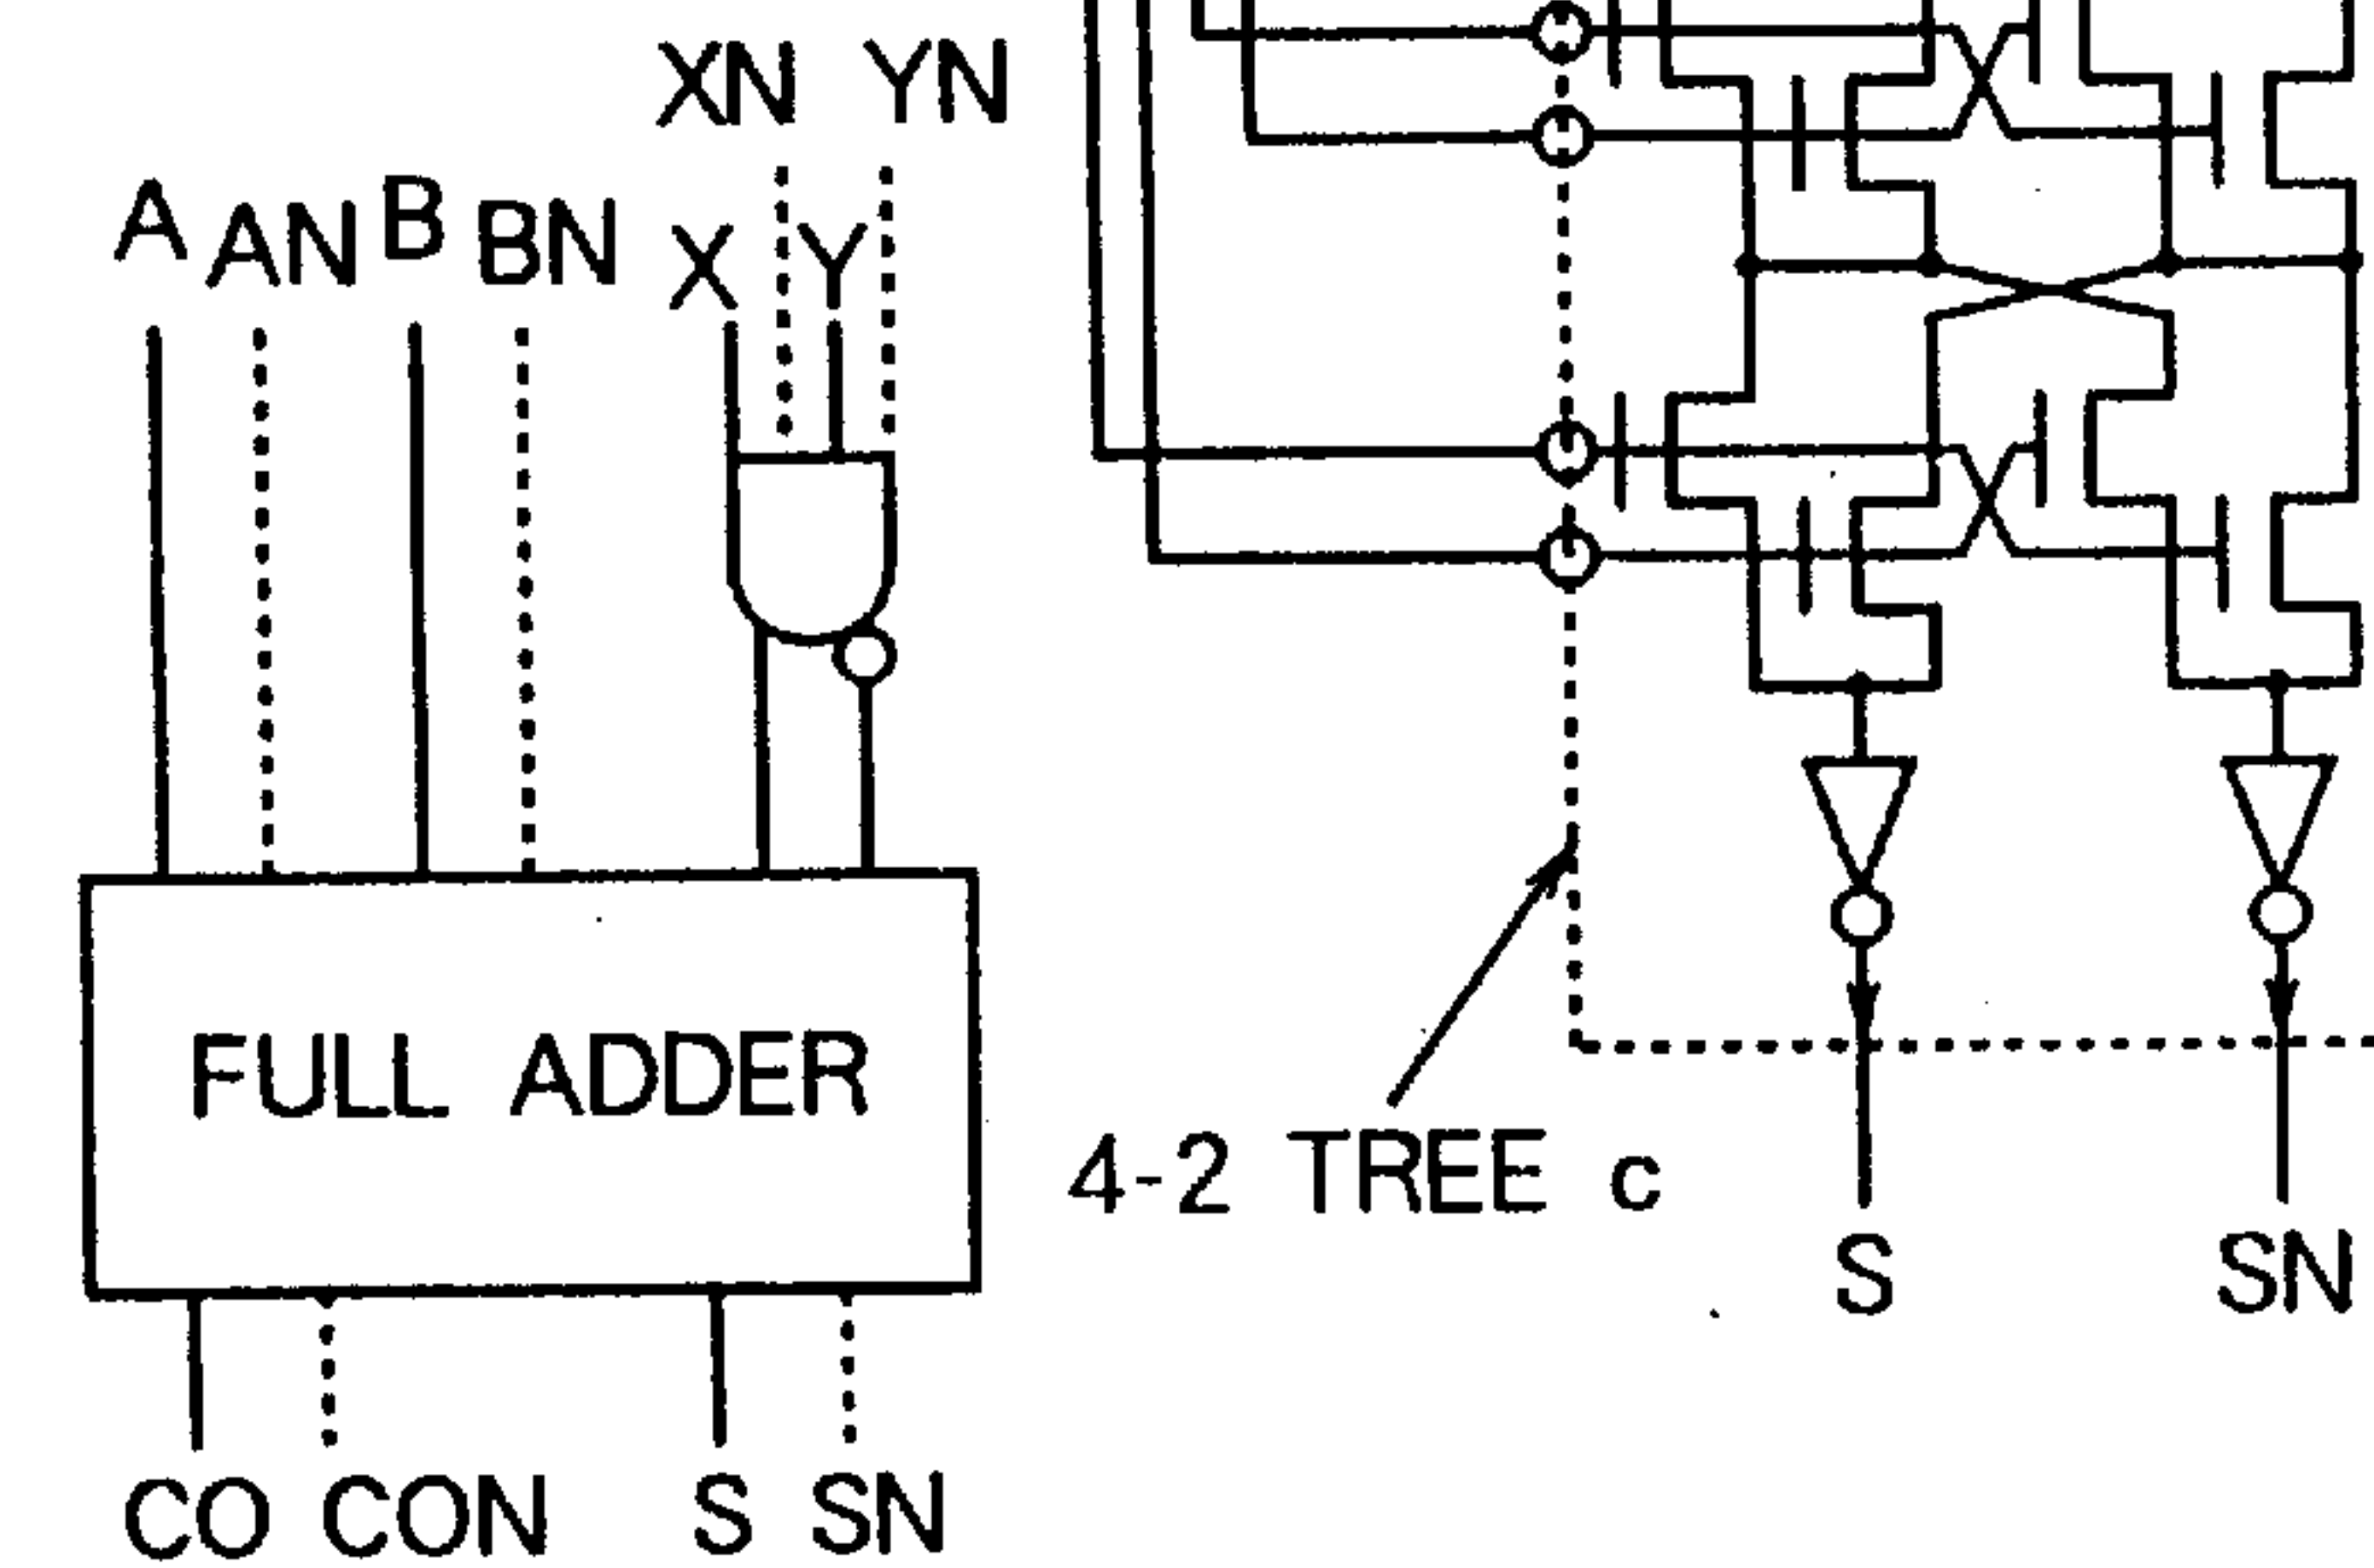 XN YN
A AN B BN X Y
FULL ADDER
4-2 TREE c
S SN
CO CON S SN